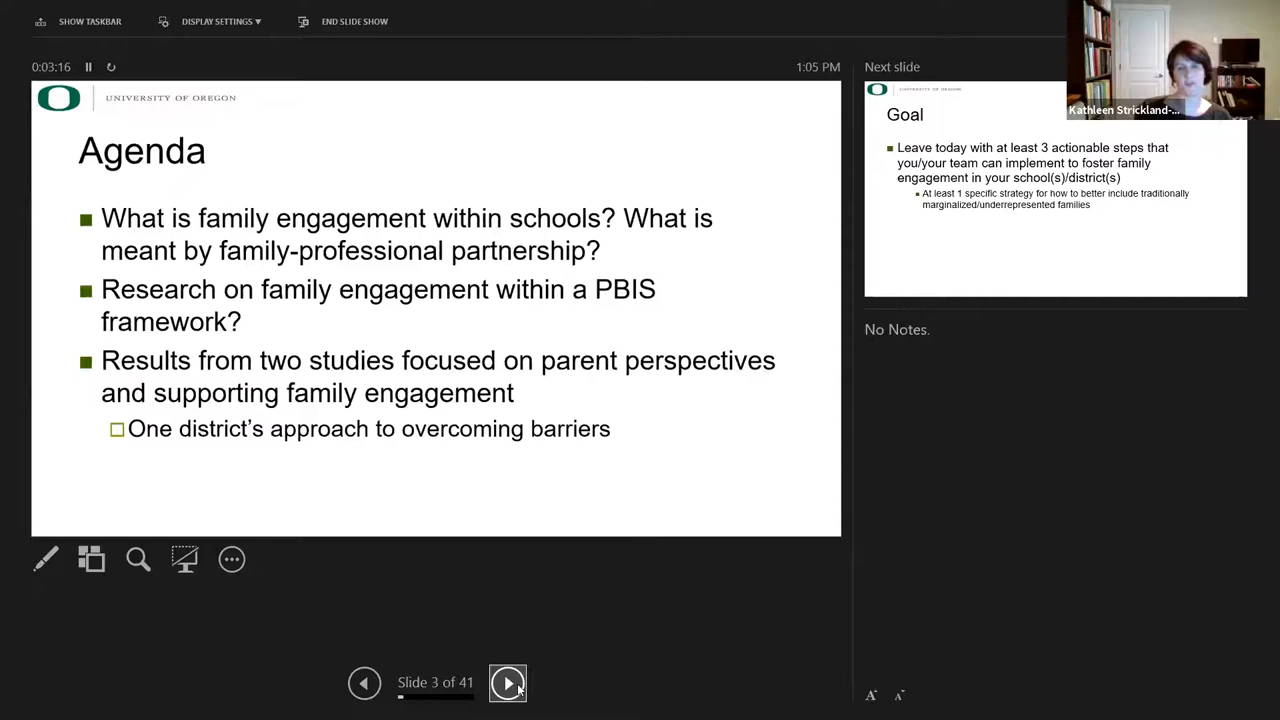 SHOW TASKBAR
DISPLAY SETTINGS ▼
END SLIDE SHOW
0:03:16
1:05 PM
UNIVERSITY OF OREGON
Agenda
What is family engagement within schools? What is
meant by family-professional partnership?
Research on family engagement within a PBIS
framework?
Results from two studies focused on parent perspectives
and supporting family engagement
One district’s approach to overcoming barriers
Slide 3 of 41
Next slide
UNIVERSITY OF OREGON
Kathleen Strickland-...
Goal
Leave today with at least 3 actionable steps that
you/your team can implement to foster family
engagement in your school(s)/district(s)
At least 1 specific strategy for how to better include traditionally
marginalized/underrepresented families
No Notes.
A
A